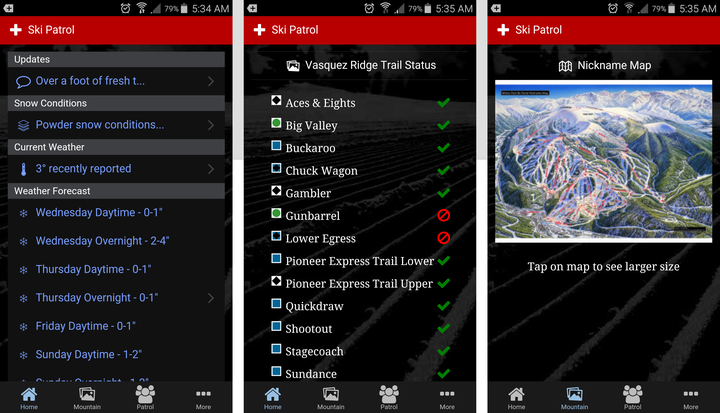 79% 5:34 AM
Ski Patrol
Updates
Over a foot of fresh t...
Snow Conditions
Powder snow conditions...
Current Weather
3° recently reported
Weather Forecast
Wednesday Daytime - 0-1"
Wednesday Overnight - 2-4"
Thursday Daytime - 0-1"
Thursday Overnight - 0-1"
Friday Daytime - 0-1"
Saturday Daytime - 1-2"
Home Mountain Patrol More
79% 5:35 AM
Ski Patrol
Vasquez Ridge Trail Status
Aces & Eights
Big Valley
Buckaroo
Chuck Wagon
Gambler
Gunbarrel
Lower Egress
Pioneer Express Trail Lower
Pioneer Express Trail Upper
Quickdraw
Shootout
Stagecoach
Sundance
Home Mountain Patrol More
79% 5:35 AM
Ski Patrol
Nickname Map
Tap on map to see larger size
Home Mountain Patrol More